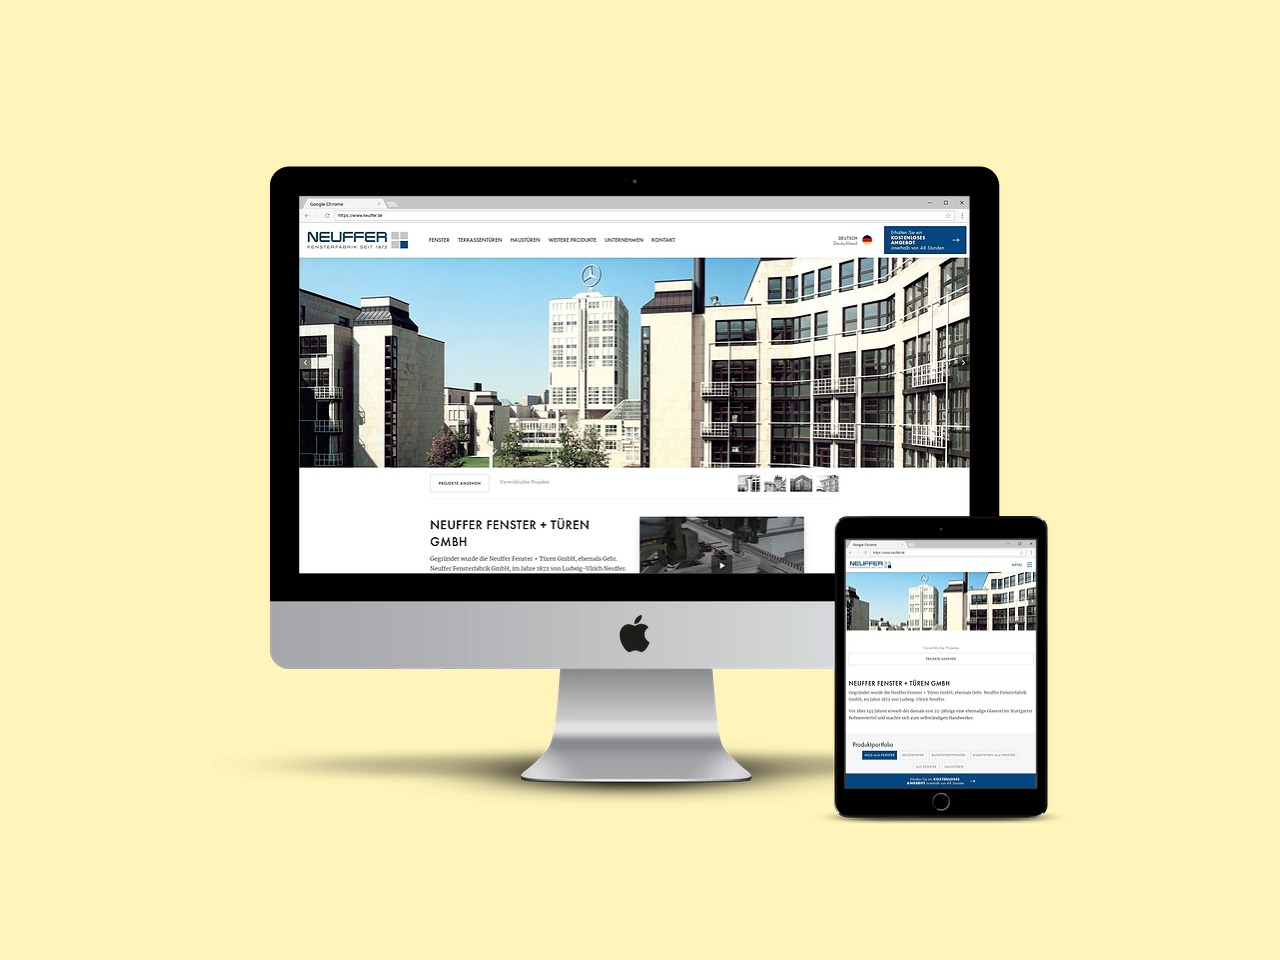 Google Chrome
https://www.neuffer.de
NEUFFER
FENSTERFABRIK SEIT 1872
FENSTER TERRASSENTÜREN HAUSTÜREN WEITERE PRODUKTE UNTERNEHMEN KONTAKT
DEUTSCH
Deutschland
Erhalten Sie ein
KOSTENLOSES
ANGEBOT
innerhalb von 48 Stunden
PROJEKTE ANSEHEN
Verwirklichte Projekte
NEUFFER FENSTER + TÜREN
GMBH
Gegründet wurde die Neuffer Fenster + Türen GmbH, ehemals Gebr.
Neuffer Fensterfabrik GmbH, im Jahre 1872 von Ludwig-Ulrich Neuffer.
Google Chrome
https://www.neuffer.de
NEUFFER
FENSTERFABRIK SEIT 1872
MENÜ
Verwirklichte Projekte
PROJEKTE ANSEHEN
NEUFFER FENSTER + TÜREN GMBH
Gegründet wurde die Neuffer Fenster + Türen GmbH, ehemals Gebr. Neuffer Fensterfabrik
GmbH, im Jahre 1872 von Ludwig-Ulrich Neuffer.
Vor über 145 Jahren erwarb der damals erst 25-jährige eine ehemalige Glaserei im Stuttgarter
Bohnenviertel und machte sich zum selbständigen Handwerker.
Produktportfolio
HOLZ-ALU-FENSTER HOLZFENSTER KUNSTSTOFFFENSTER KUNSTSTOFF-ALU-FENSTER
ALU-FENSTER HAUSTÜREN
Erhalten Sie ein KOSTENLOSES
ANGEBOT innerhalb von 48 Stunden